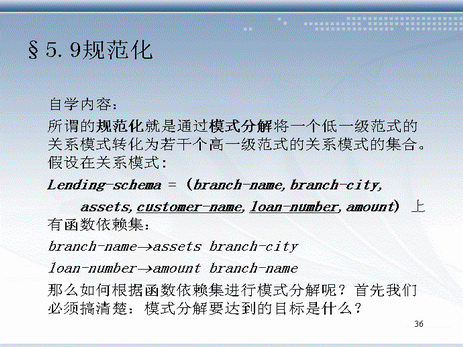 §5.9规范化
自学内容：
所谓的规范化就是通过模式分解将一个低一级范式的
关系模式转化为若干个高一级范式的关系模式的集合。
假设在关系模式：
Lending-schema = (branch-name,branch-city,
assets,customer-name,loan-number,amount) 上
有函数依赖集：
branch-name→assets branch-city
loan-number→amount branch-name
那么如何根据函数依赖集进行模式分解呢？首先我们
必须搞清楚：模式分解要达到的目标是什么？
36